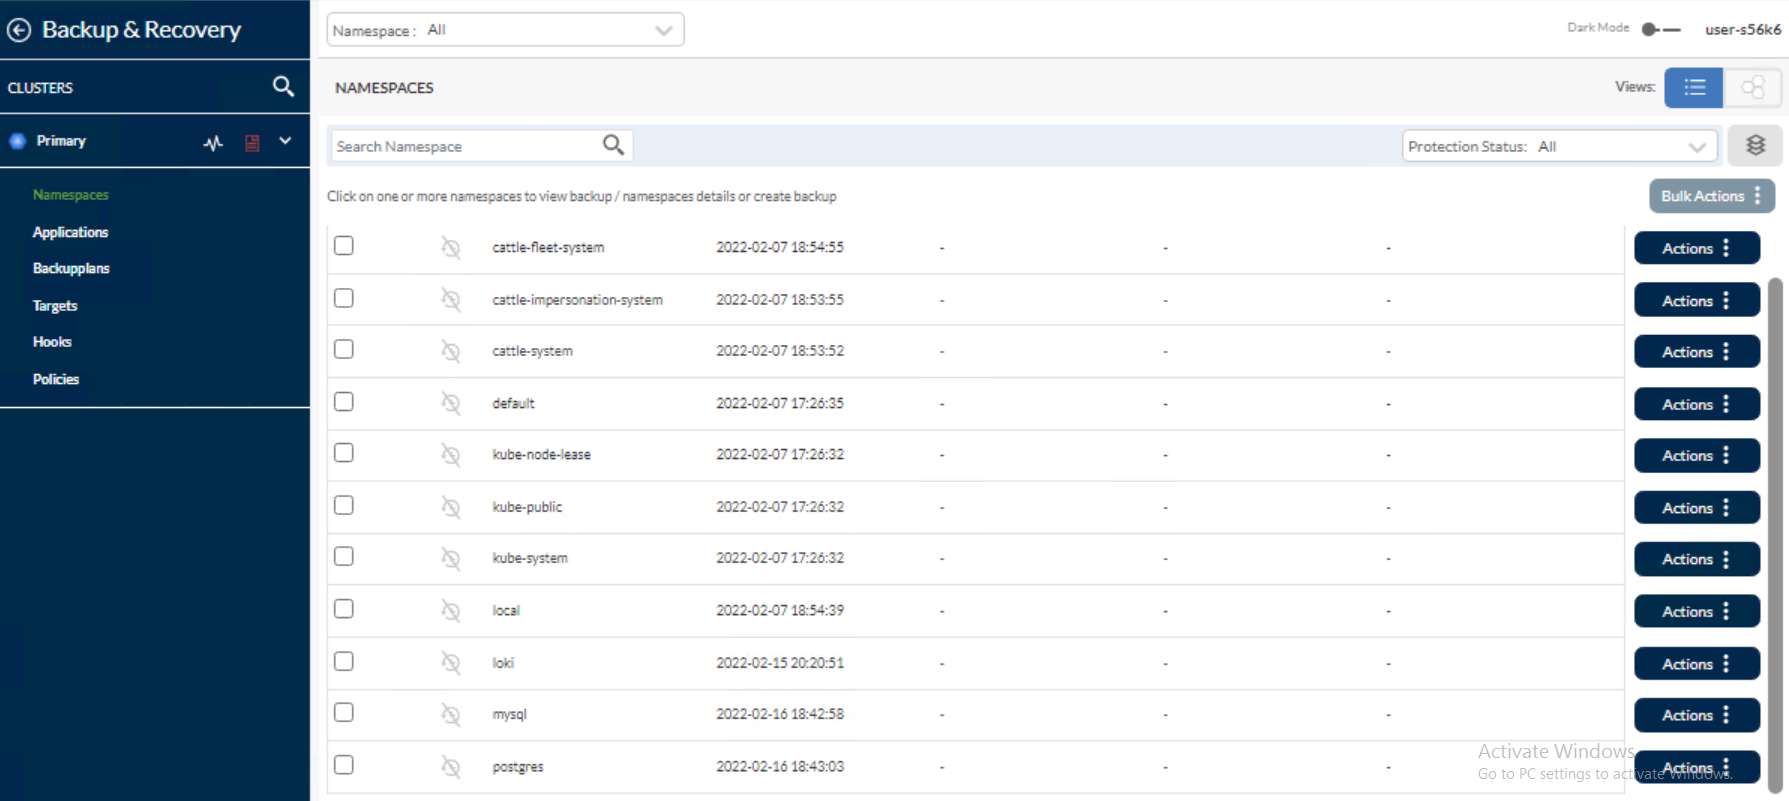 Backup & Recovery
Namespace : All
Dark Mode
user-s56k6
CLUSTERS
NAMESPACES
Views:
Primary
Search Namespace
Protection Status: All
Namespaces
Click on one or more namespaces to view backup / namespaces details or create backup
Bulk Actions
Applications
Backupplans
Targets
Hooks
Policies
cattle-fleet-system 2022-02-07 18:54:55 - - - Actions
cattle-impersonation-system 2022-02-07 18:53:55 - - - Actions
cattle-system 2022-02-07 18:53:52 - - - Actions
default 2022-02-07 17:26:35 - - - Actions
kube-node-lease 2022-02-07 17:26:32 - - - Actions
kube-public 2022-02-07 17:26:32 - - - Actions
kube-system 2022-02-07 17:26:32 - - - Actions
local 2022-02-07 18:54:39 - - - Actions
loki 2022-02-15 20:20:51 - - - Actions
mysql 2022-02-16 18:42:58 - - - Actions
postgres 2022-02-16 18:43:03 - - - Actions
Activate Windows
Go to PC settings to activate Windows.